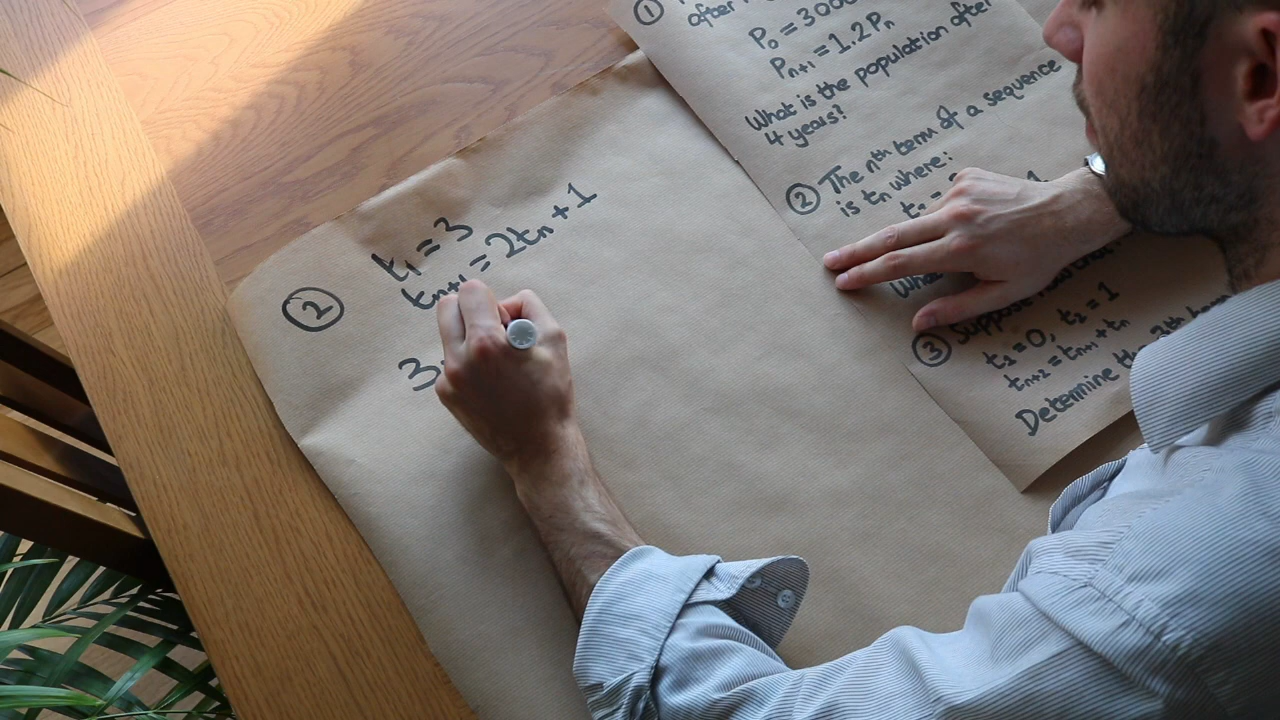 ①
after
P₀ = 3000
Pₙ₊₁ = 1.2Pₙ
What is the population after
4 years?
② The nᵗʰ term of a sequence
is tₙ where:
t₁ =
③ Suppose now that
t₁ = 0, t₂ = 1
tₙ₊₂ = tₙ₊₁ + tₙ
Determine the
②
t₁ = 3
tₙ₊₁ = 2tₙ + 1
3